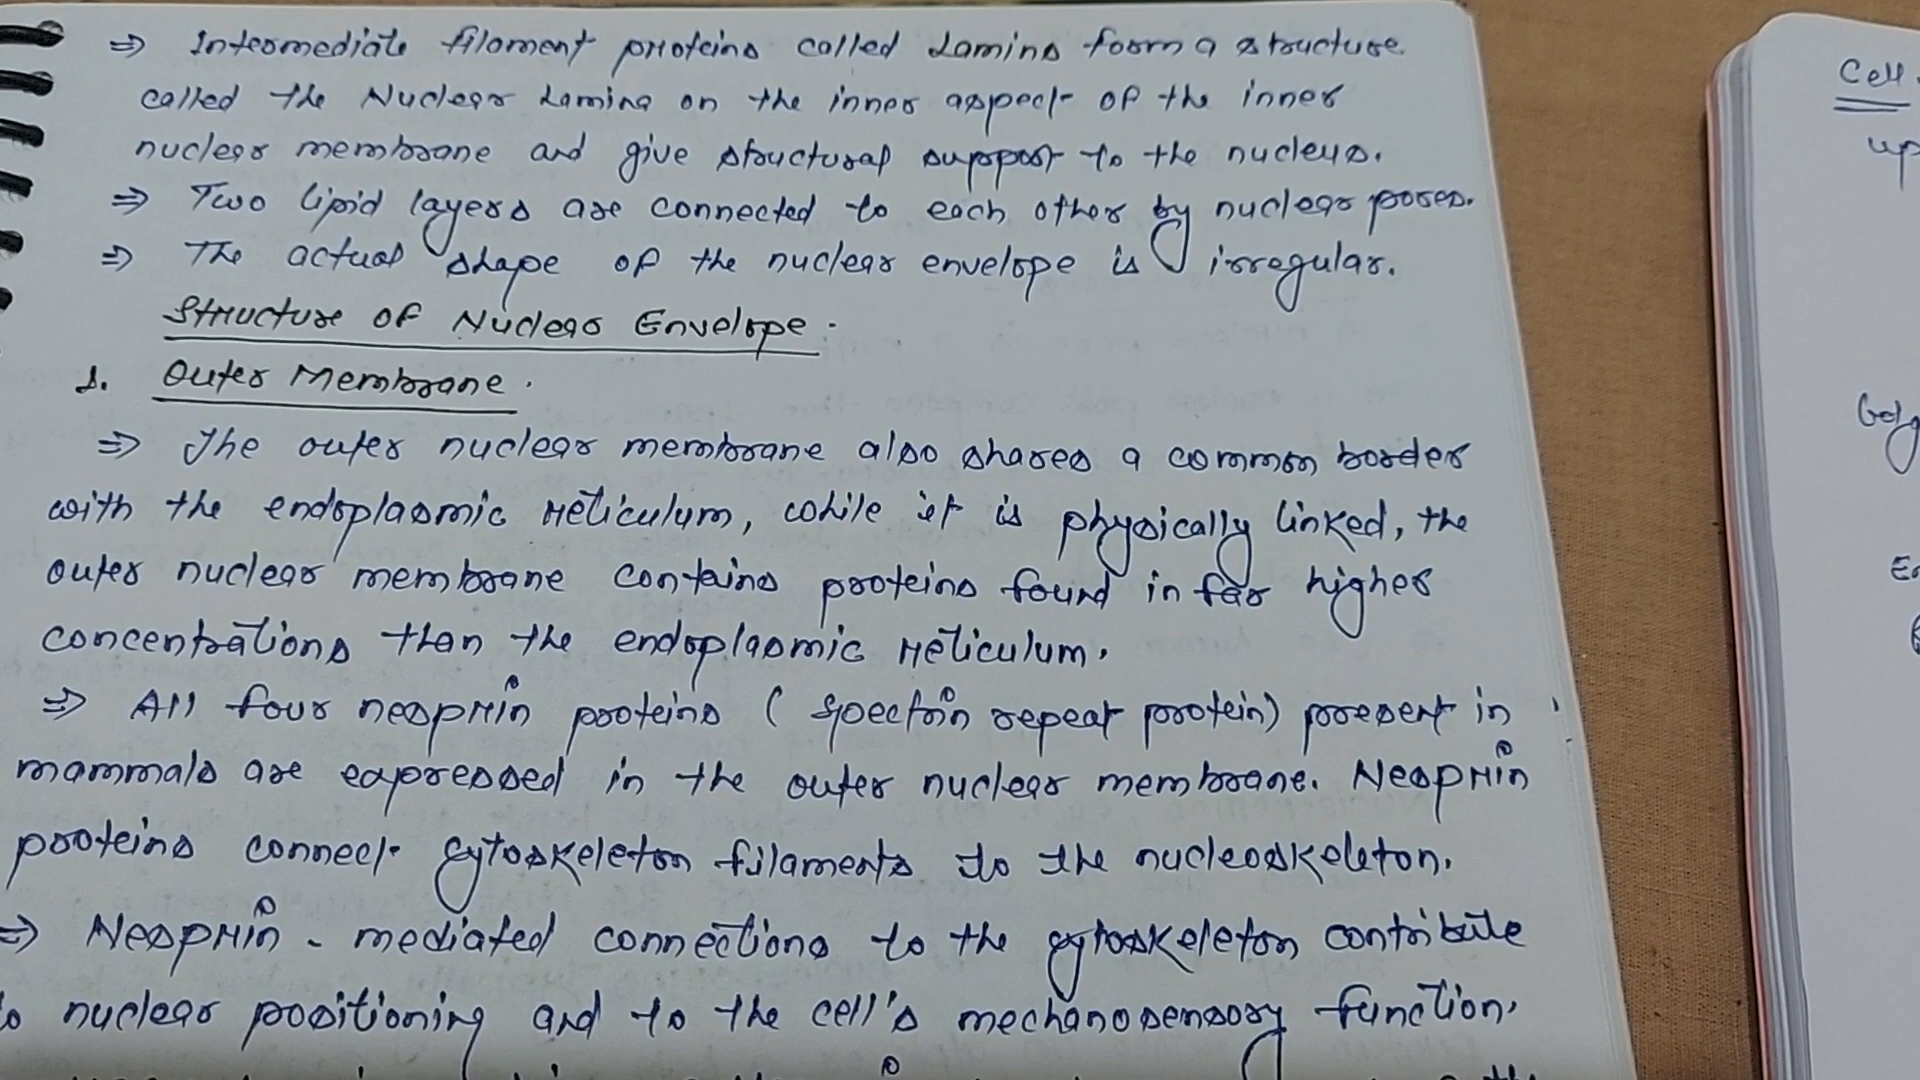 ⇒ Intermediate filament proteins called Lamins form a structure
called the Nuclear Lamina on the inner aspect of the inner
nuclear membrane and give structural support to the nucleus.
⇒ Two lipid layers are connected to each other by nuclear pores.
⇒ The actual shape of the nuclear envelope is irregular.
Structure of Nuclear Envelope.
1. Outer Membrane.
⇒ The outer nuclear membrane also shares a common border
with the endoplasmic reticulum, while it is physically linked, the
outer nuclear membrane contains proteins found in far higher
concentrations than the endoplasmic reticulum.
⇒ All four nesprin proteins (spectrin repeat protein) present in
mammals are expressed in the outer nuclear membrane. Nesprin
proteins connect cytoskeleton filaments to the nucleoskeleton.
⇒ Nesprin-mediated connections to the cytoskeleton contribute
to nuclear positioning and to the cell's mechanosensory function.
Cell
up
Golg